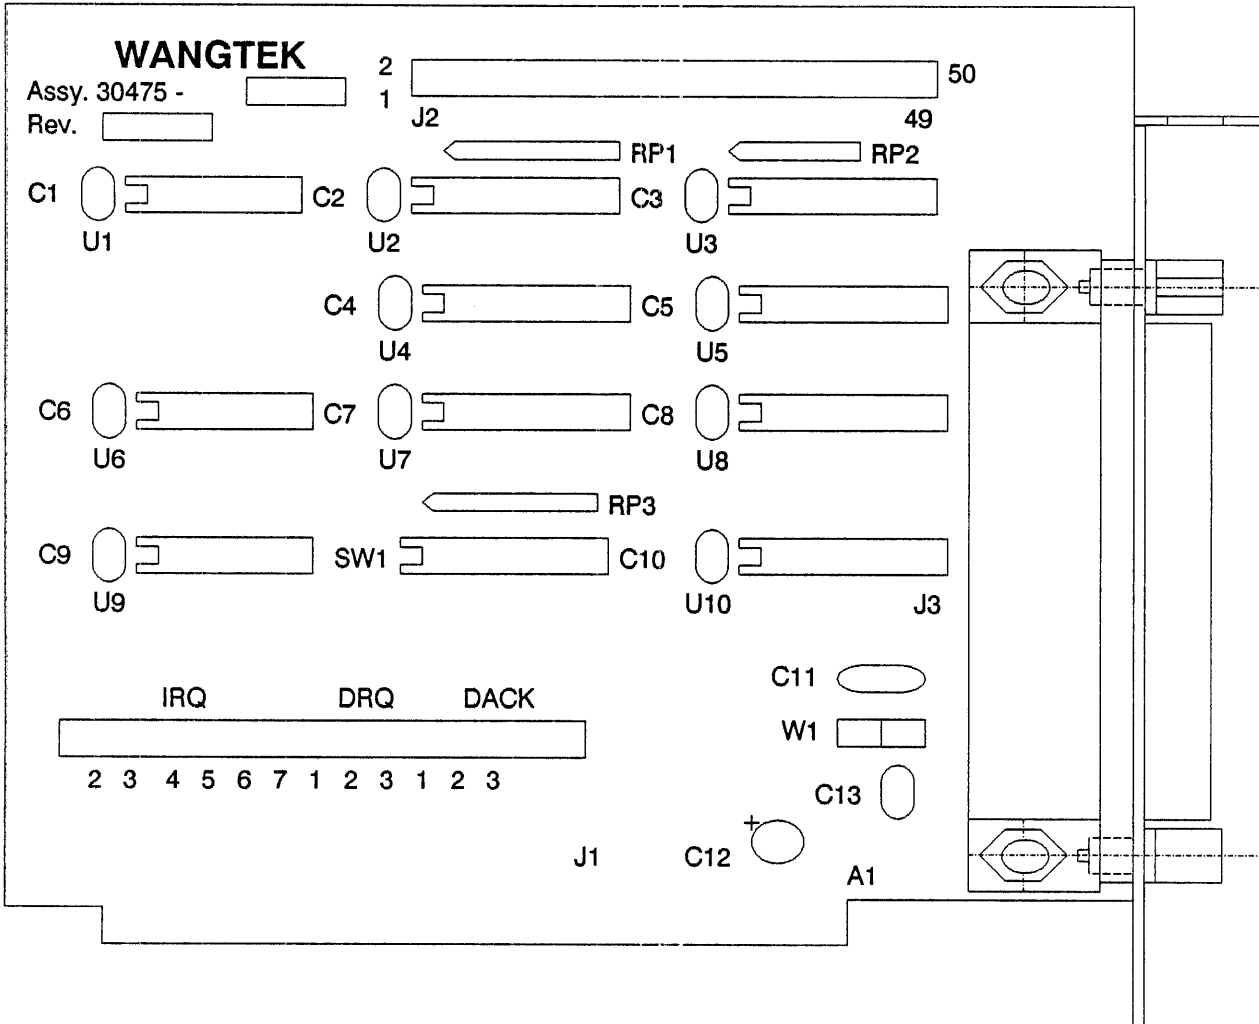 WANGTEK
Assy. 30475 -
Rev.
2
1
50
J2
49
RP1
RP2
C1
C2
C3
U1
U2
U3
C4
C5
U4
U5
C6
C7
C8
U6
U7
U8
RP3
C9
SW1
C10
U9
U10
J3
C11
IRQ
DRQ
DACK
W1
2 3 4 5 6 7 1 2 3 1 2 3
C13
+
J1
C12
A1